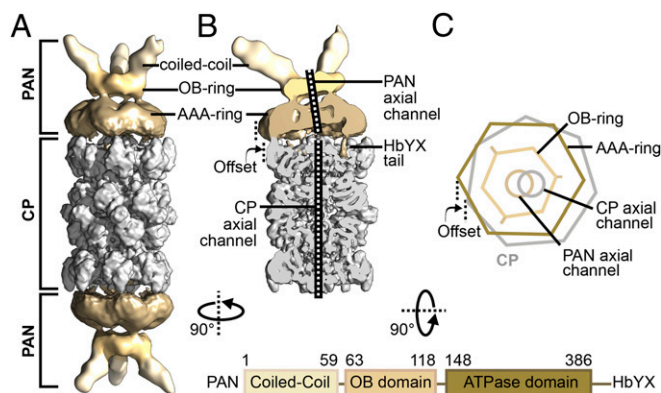 A
B
C
PAN
CP
PAN
coiled-coil
OB-ring
AAA-ring
Offset
CP
axial
channel
PAN
axial
channel
HbYX
tail
OB-ring
AAA-ring
CP axial
channel
PAN axial
channel
Offset
CP
90°
90°
1 59 63 118 148 386
PAN Coiled-Coil OB domain ATPase domain HbYX